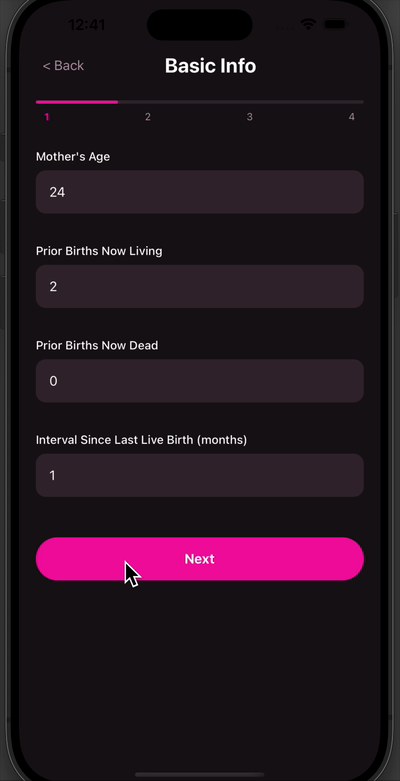 12:41
< Back
Basic Info
1 2 3 4
Mother's Age
24
Prior Births Now Living
2
Prior Births Now Dead
0
Interval Since Last Live Birth (months)
1
Next